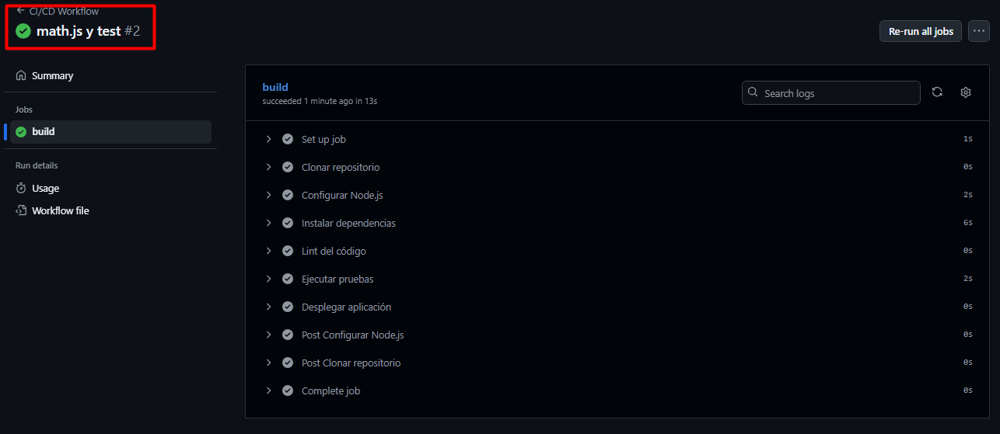 CI/CD Workflow
math.js y test #2
Re-run all jobs
Summary
Jobs
build
Run details
Usage
Workflow file
build
succeeded 1 minute ago in 13s
Search logs
Set up job 1s
Clonar repositorio 0s
Configurar Node.js 2s
Instalar dependencias 6s
Lint del código 0s
Ejecutar pruebas 2s
Desplegar aplicación 0s
Post Configurar Node.js 0s
Post Clonar repositorio 0s
Complete job 0s